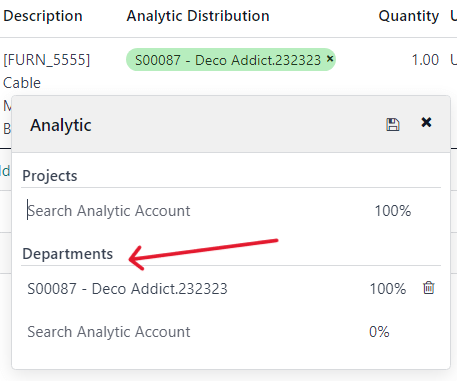 Description Analytic Distribution Quantity U
[FURN_5555] S00087 - Deco Addict.232323 × 1.00 U
Cable
M
B
Analytic
ld
Projects
Search Analytic Account 100%
Departments
S00087 - Deco Addict.232323 100%
Search Analytic Account 0%